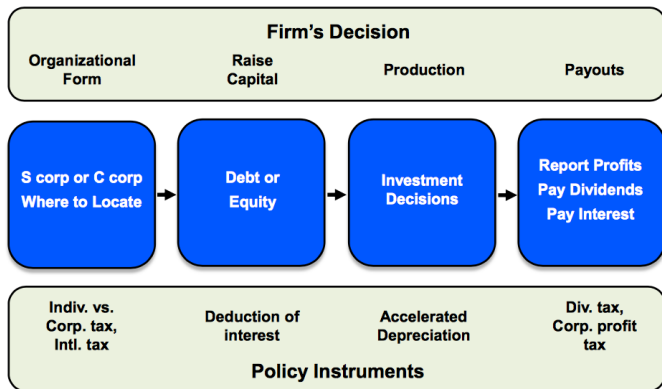 Firm's Decision
Organizational
Form
Raise
Capital
Production
Payouts
S corp or C corp
Where to Locate
Debt or
Equity
Investment
Decisions
Report Profits
Pay Dividends
Pay Interest
Indiv. vs.
Corp. tax,
Intl. tax
Deduction of
interest
Accelerated
Depreciation
Div. tax,
Corp. profit
tax
Policy Instruments